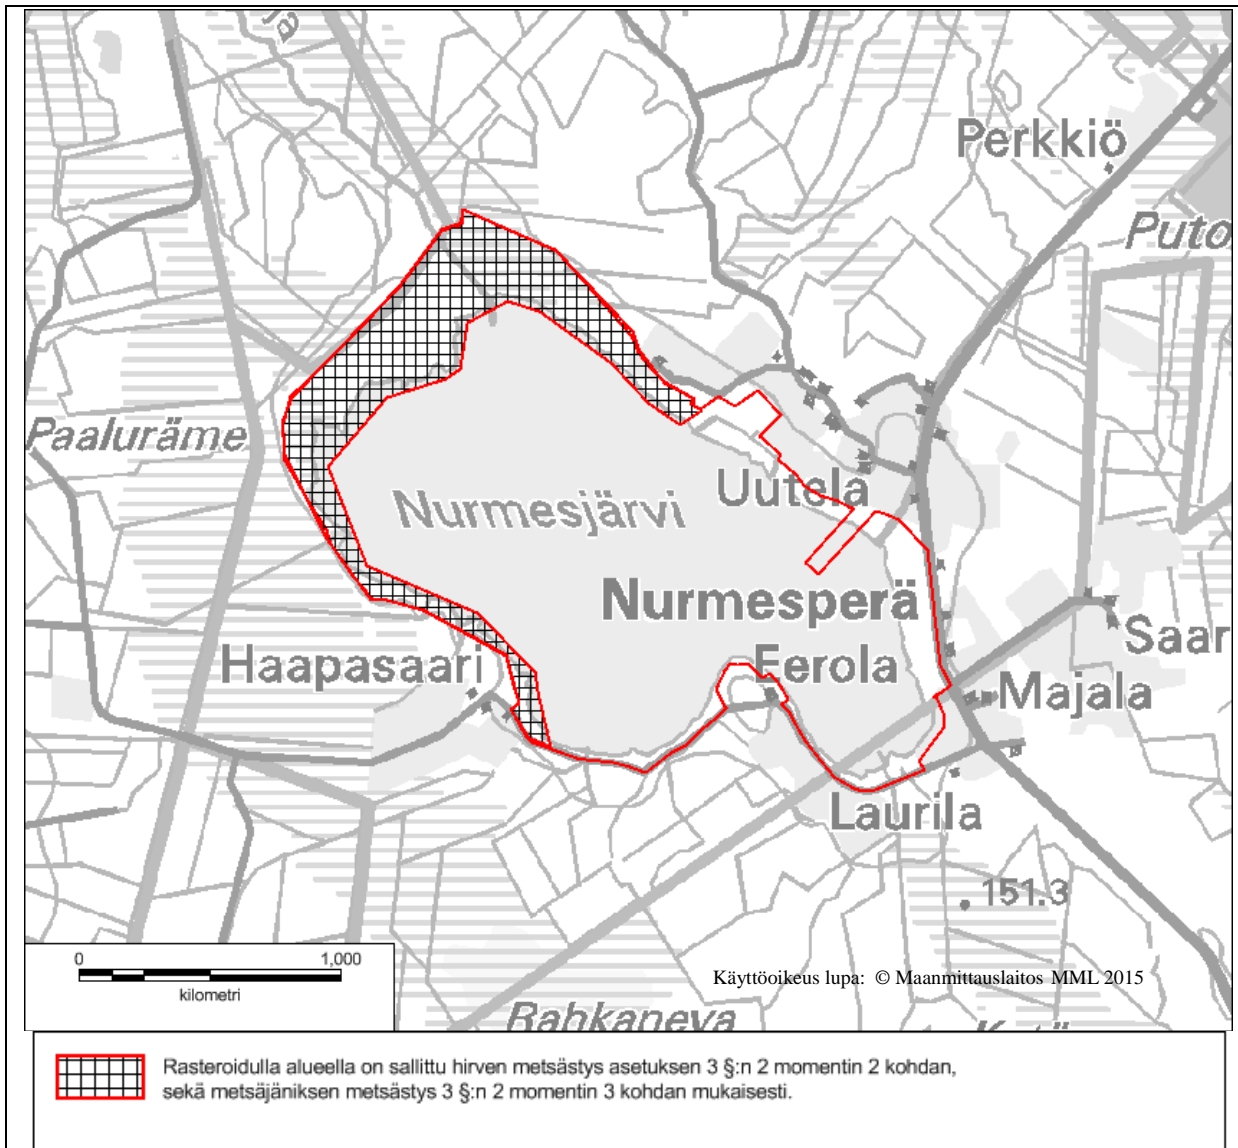 Perkkiö
Puto
Paaluräme
Nurmesjärvi
Uutela
Nurmesperä
Saar
Haapasaari
Eerola
Majala
Laurila
151.3
0 1,000
kilometri
Käyttöoikeus lupa: © Maanmittauslaitos MML 2015
Rahkaneva
Rasteroidulla alueella on sallittu hirven metsästys asetuksen 3 §:n 2 momentin 2 kohdan,
sekä metsäjäniksen metsästys 3 §:n 2 momentin 3 kohdan mukaisesti.